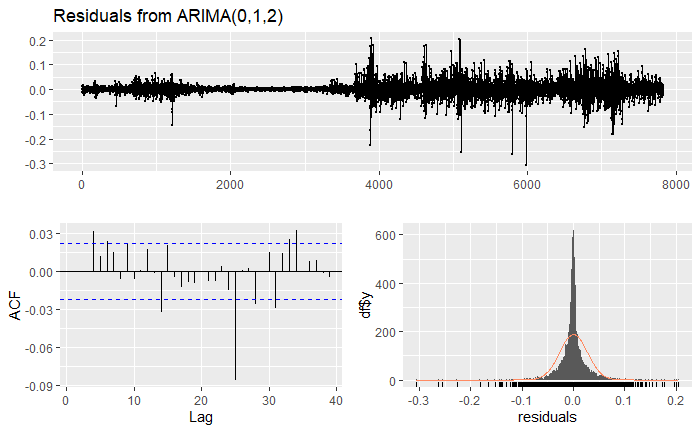 Residuals from ARIMA(0,1,2)
0.2
0.1
0.0
-0.1
-0.2
-0.3
0 2000 4000 6000 8000
0.03
0.00
-0.03
-0.06
-0.09
ACF
0 10 20 30 40
Lag
600
400
200
0
df$y
-0.3 -0.2 -0.1 0.0 0.1 0.2
residuals